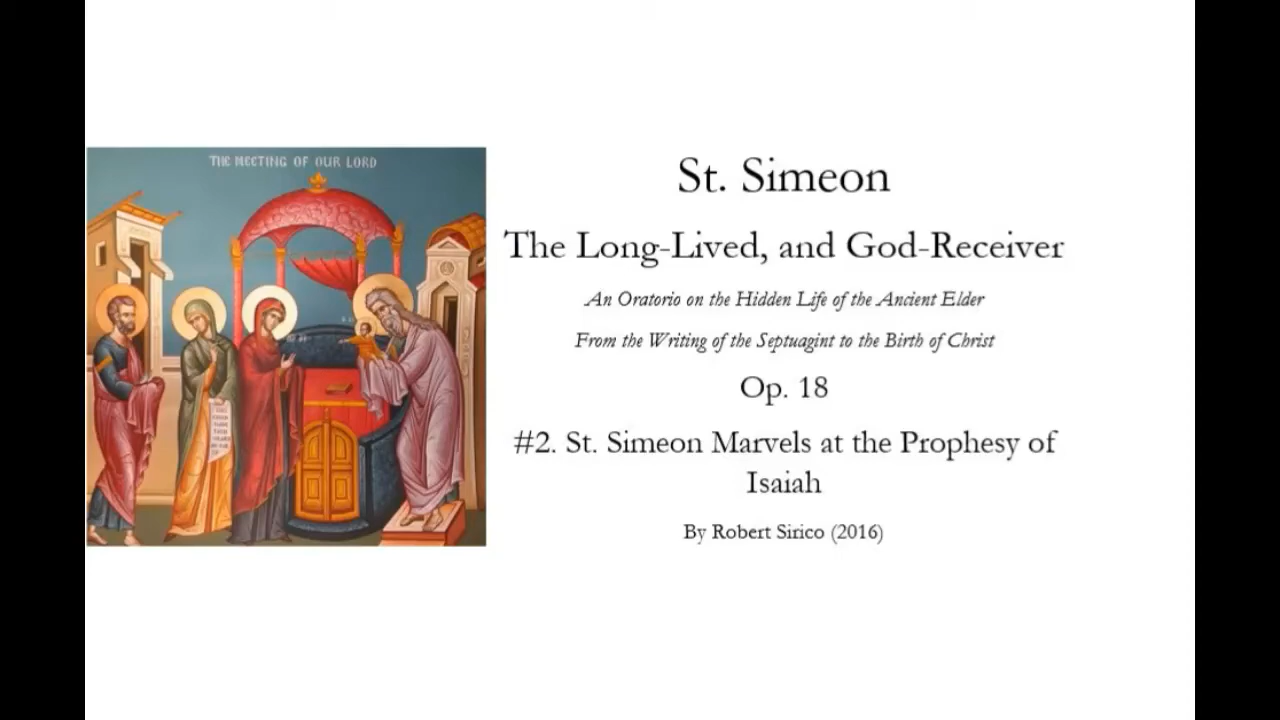 THE MEETING OF OUR LORD
St. Simeon
The Long-Lived, and God-Receiver
An Oratorio on the Hidden Life of the Ancient Elder
From the Writing of the Septuagint to the Birth of Christ
Op. 18
#2. St. Simeon Marvels at the Prophesy of
Isaiah
By Robert Sirico (2016)